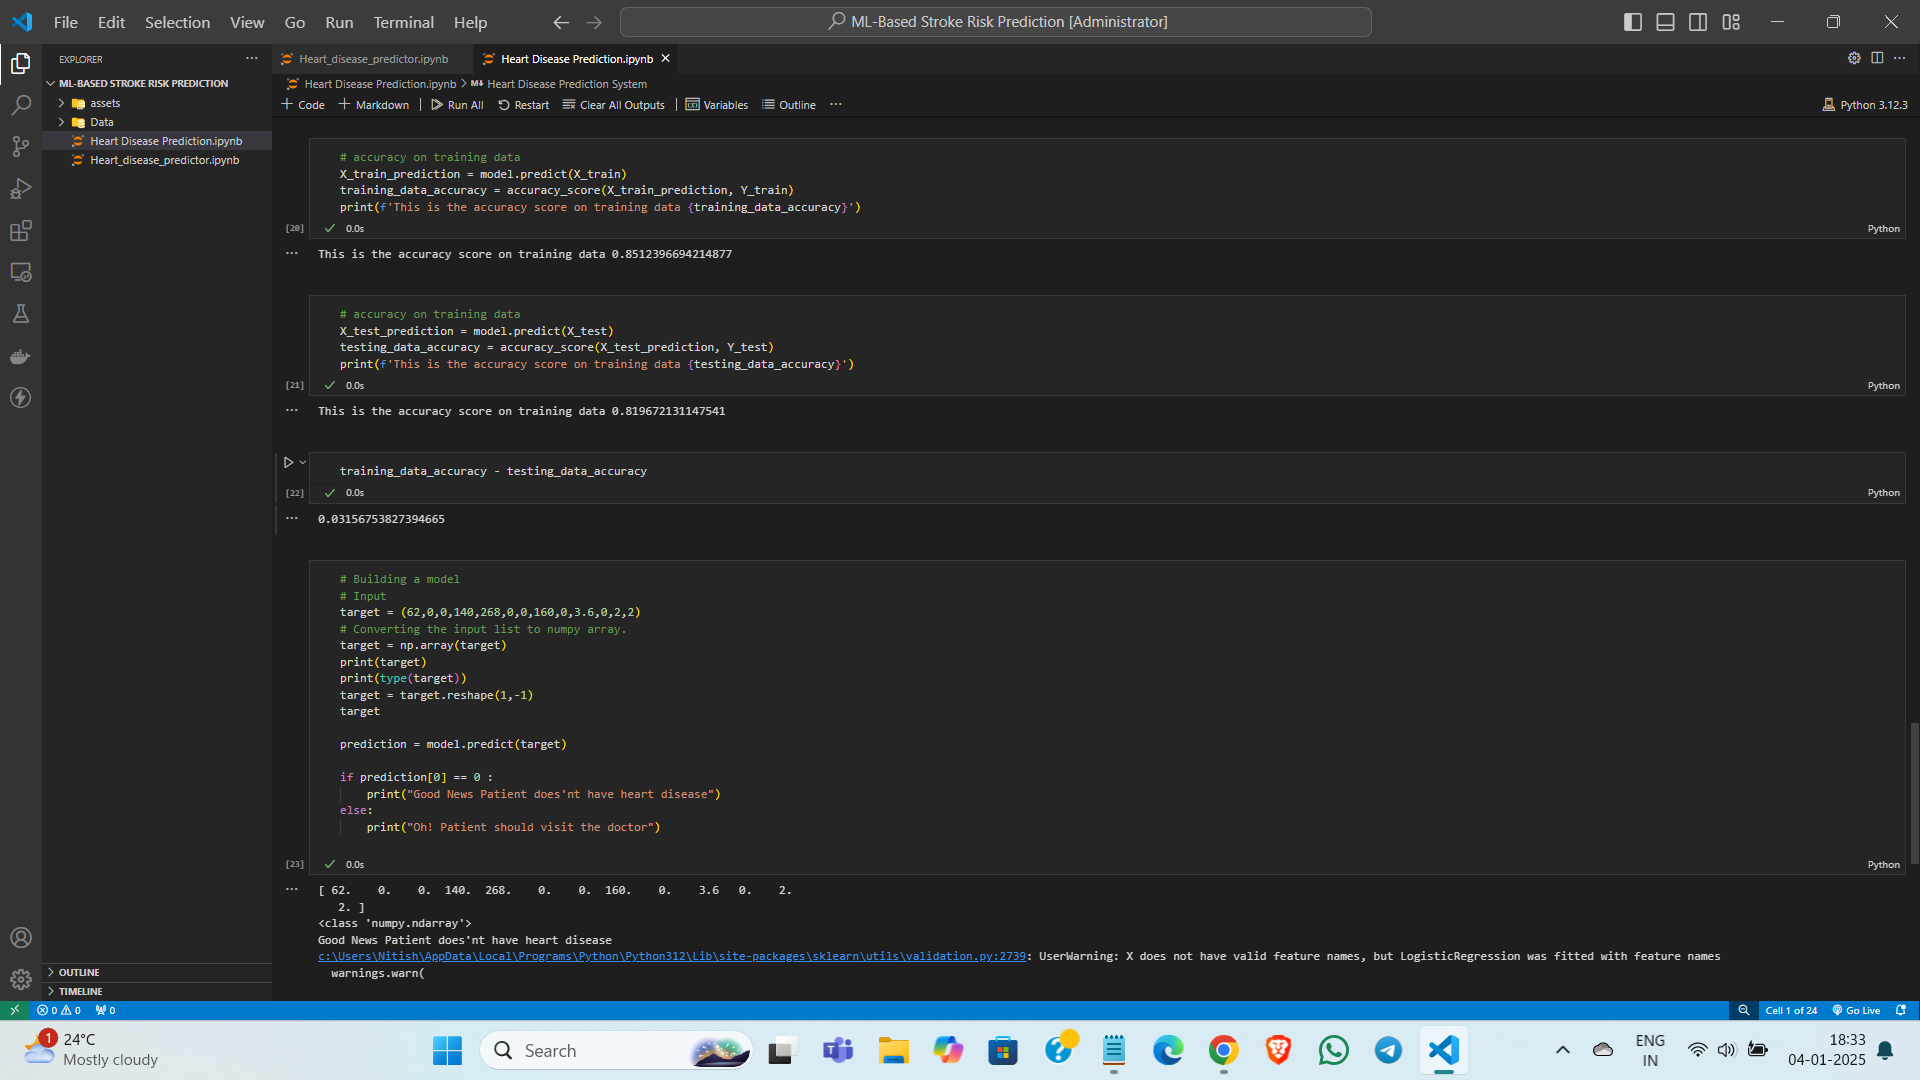 File Edit Selection View Go Run Terminal Help
ML-Based Stroke Risk Prediction [Administrator]
EXPLORER
ML-BASED STROKE RISK PREDICTION
assets
Data
Heart Disease Prediction.ipynb
Heart_disease_predictor.ipynb
OUTLINE
TIMELINE
Heart_disease_predictor.ipynb
Heart Disease Prediction.ipynb
Heart Disease Prediction.ipynb > M↓ Heart Disease Prediction System
Code Markdown Run All Restart Clear All Outputs Variables Outline
Python 3.12.3
# accuracy on training data
X_train_prediction = model.predict(X_train)
training_data_accuracy = accuracy_score(X_train_prediction, Y_train)
print(f'This is the accuracy score on training data {training_data_accuracy}')
[20] 0.0s Python
This is the accuracy score on training data 0.8512396694214877
# accuracy on training data
X_test_prediction = model.predict(X_test)
testing_data_accuracy = accuracy_score(X_test_prediction, Y_test)
print(f'This is the accuracy score on training data {testing_data_accuracy}')
[21] 0.0s Python
This is the accuracy score on training data 0.819672131147541
training_data_accuracy - testing_data_accuracy
[22] 0.0s Python
0.03156753827394665
# Building a model
# Input
target = (62,0,0,140,268,0,0,160,0,3.6,0,2,2)
# Converting the input list to numpy array.
target = np.array(target)
print(target)
print(type(target))
target = target.reshape(1,-1)
target
prediction = model.predict(target)
if prediction[0] == 0 :
print("Good News Patient does'nt have heart disease")
else:
print("Oh! Patient should visit the doctor")
[23] 0.0s Python
[ 62. 0. 0. 140. 268. 0. 0. 160. 0. 3.6 0. 2.
2. ]
<class 'numpy.ndarray'>
Good News Patient does'nt have heart disease
c:\Users\Nitish\AppData\Local\Programs\Python\Python312\Lib\site-packages\sklearn\utils\validation.py:2739: UserWarning: X does not have valid feature names, but LogisticRegression was fitted with feature names
warnings.warn(
0 0 0 Cell 1 of 24 Go Live
1 24°C
Mostly cloudy
Search
ENG
IN
18:33
04-01-2025